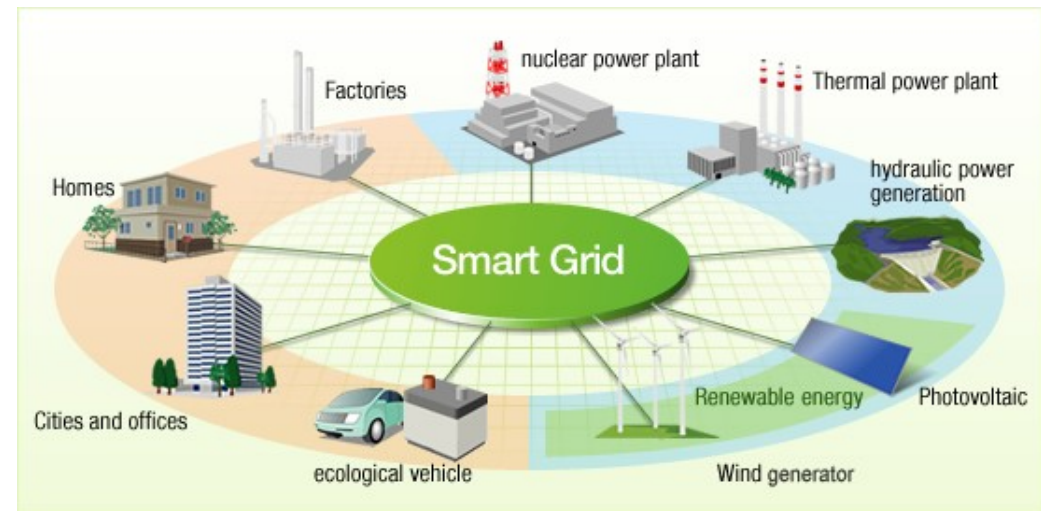 nuclear power plant
Factories
Thermal power plant
hydraulic power
generation
Homes
Smart Grid
Renewable energy
Photovoltaic
Cities and offices
ecological vehicle
Wind generator